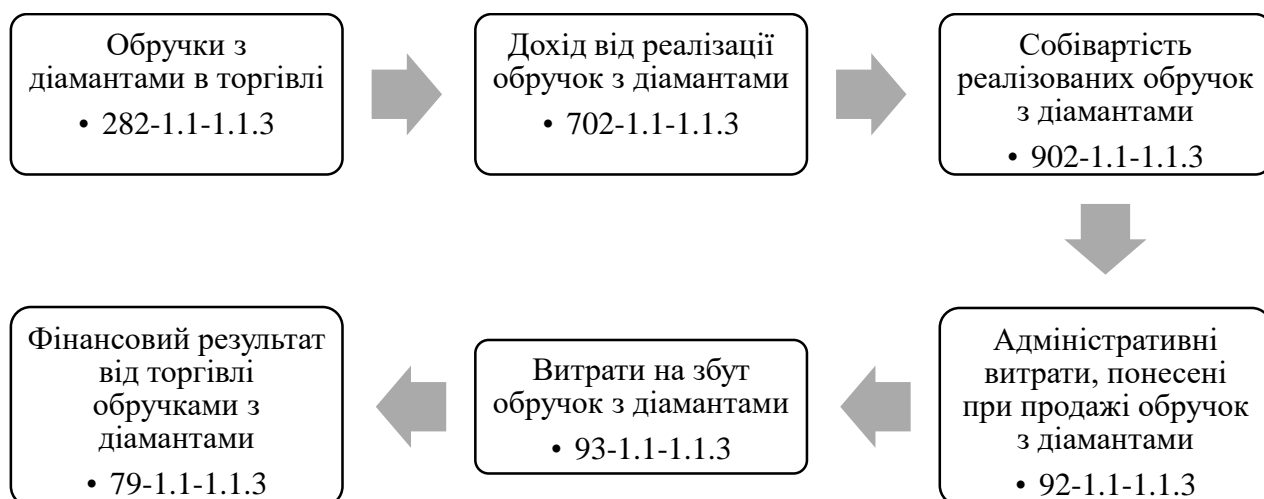 Обручки з
діамантами в торгівлі
• 282-1.1-1.1.3
Дохід від реалізації
обручок з діамантами
• 702-1.1-1.1.3
Собівартість
реалізованих обручок
з діамантами
• 902-1.1-1.1.3
Адміністративні
витрати, понесені
при продажі обручок
з діамантами
• 92-1.1-1.1.3
Витрати на збут
обручок з діамантами
• 93-1.1-1.1.3
Фінансовий результат
від торгівлі
обручками з
діамантами
• 79-1.1-1.1.3